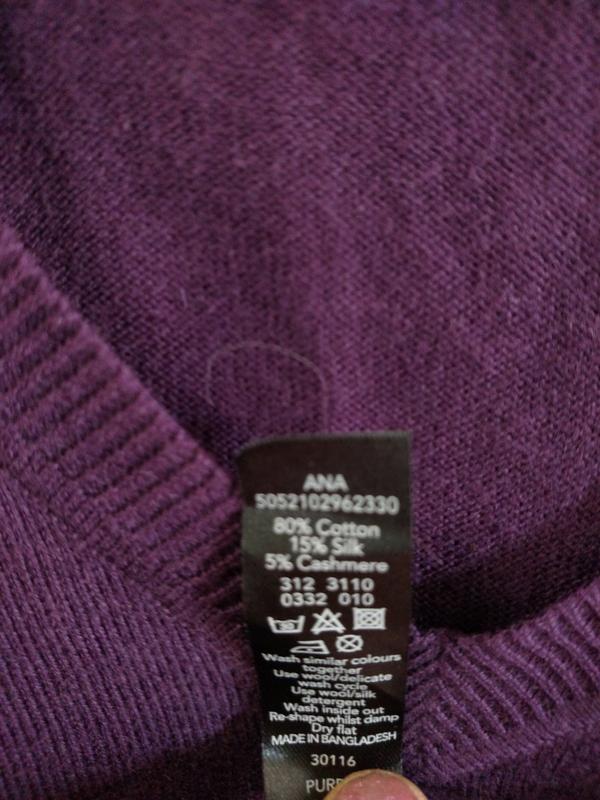 ANA
5052102962330
80% Cotton
15% Silk
5% Cashmere
312 3110
0332 010
Wash similar colours
together
Use wool/delicate
wash cycle
Use wool/silk
detergent
Wash inside out
Re-shape whilst damp
Dry flat
MADE IN BANGLADESH
30116